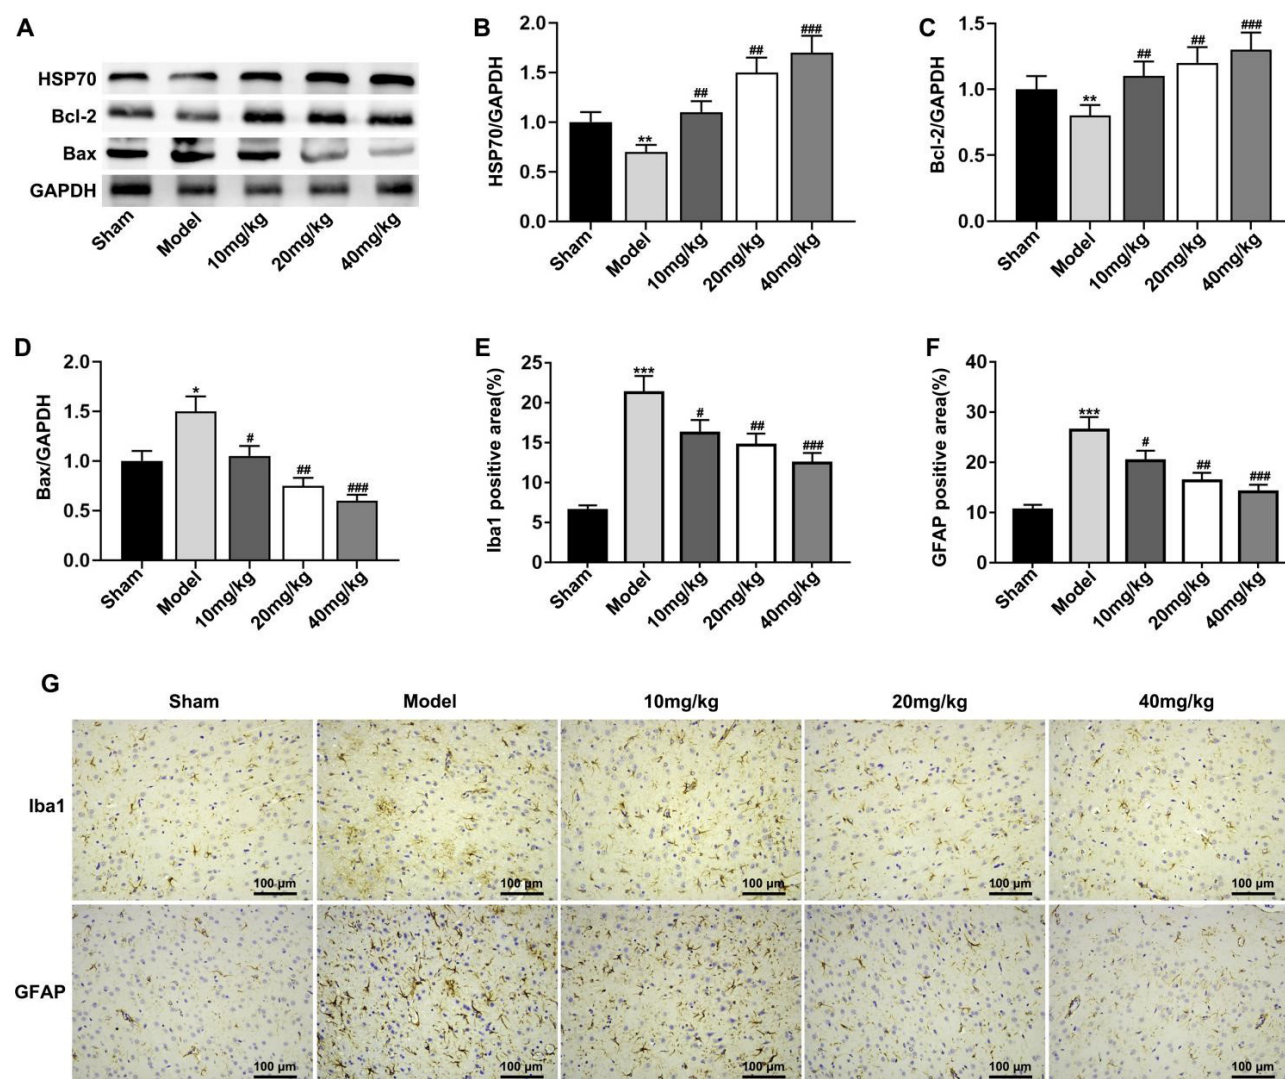 A
HSP70
Bcl-2
Bax
GAPDH
Sham
Model
10mg/kg
20mg/kg
40mg/kg
B
HSP70/GAPDH
2.0
1.5
1.0
0.5
0.0
**
##
##
###
Sham
Model
10mg/kg
20mg/kg
40mg/kg
C
Bcl-2/GAPDH
1.5
1.0
0.5
0.0
**
##
##
###
Sham
Model
10mg/kg
20mg/kg
40mg/kg
D
Bax/GAPDH
2.0
1.5
1.0
0.5
0.0
*
#
##
###
Sham
Model
10mg/kg
20mg/kg
40mg/kg
E
Iba1 positive area(%)
25
20
15
10
5
0
***
#
##
###
Sham
Model
10mg/kg
20mg/kg
40mg/kg
F
GFAP positive area(%)
40
30
20
10
0
***
#
##
###
Sham
Model
10mg/kg
20mg/kg
40mg/kg
G
Sham Model 10mg/kg 20mg/kg 40mg/kg
Iba1
100 μm 100 μm 100 μm 100 μm 100 μm
GFAP
100 μm 100 μm 100 μm 100 μm 100 μm